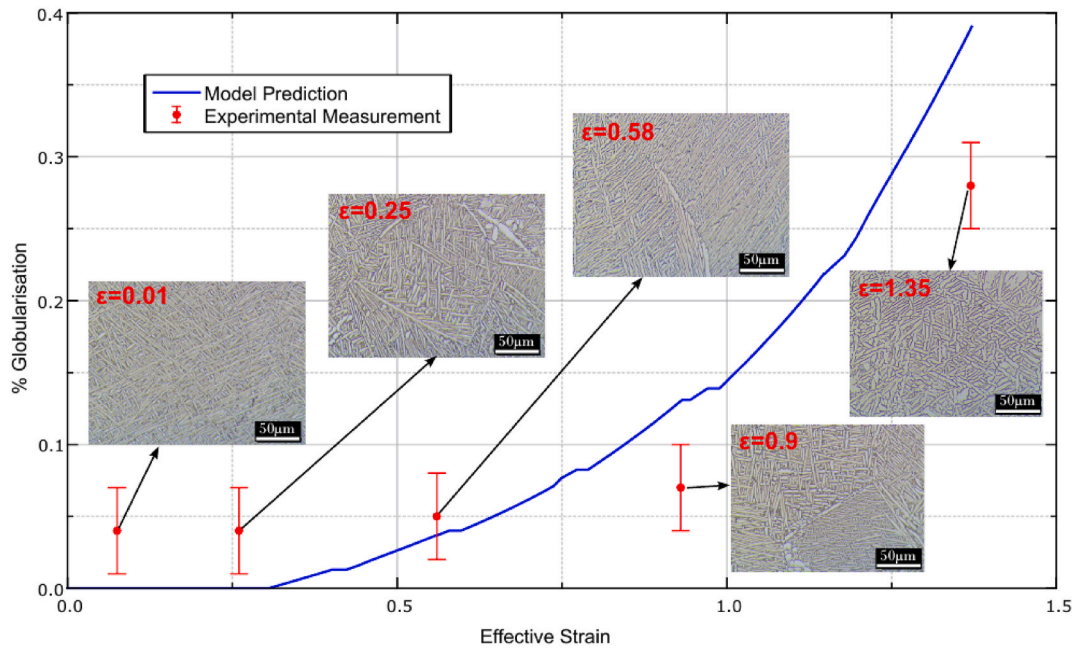 0.4
Model Prediction
Experimental Measurement
ε=0.58
0.3
ε=0.25
50μm
ε=1.35
ε=0.01
% Globularisation
0.2
50μm
50μm
50μm
ε=0.9
0.1
50μm
0.0
0.0 0.5 1.0 1.5
Effective Strain